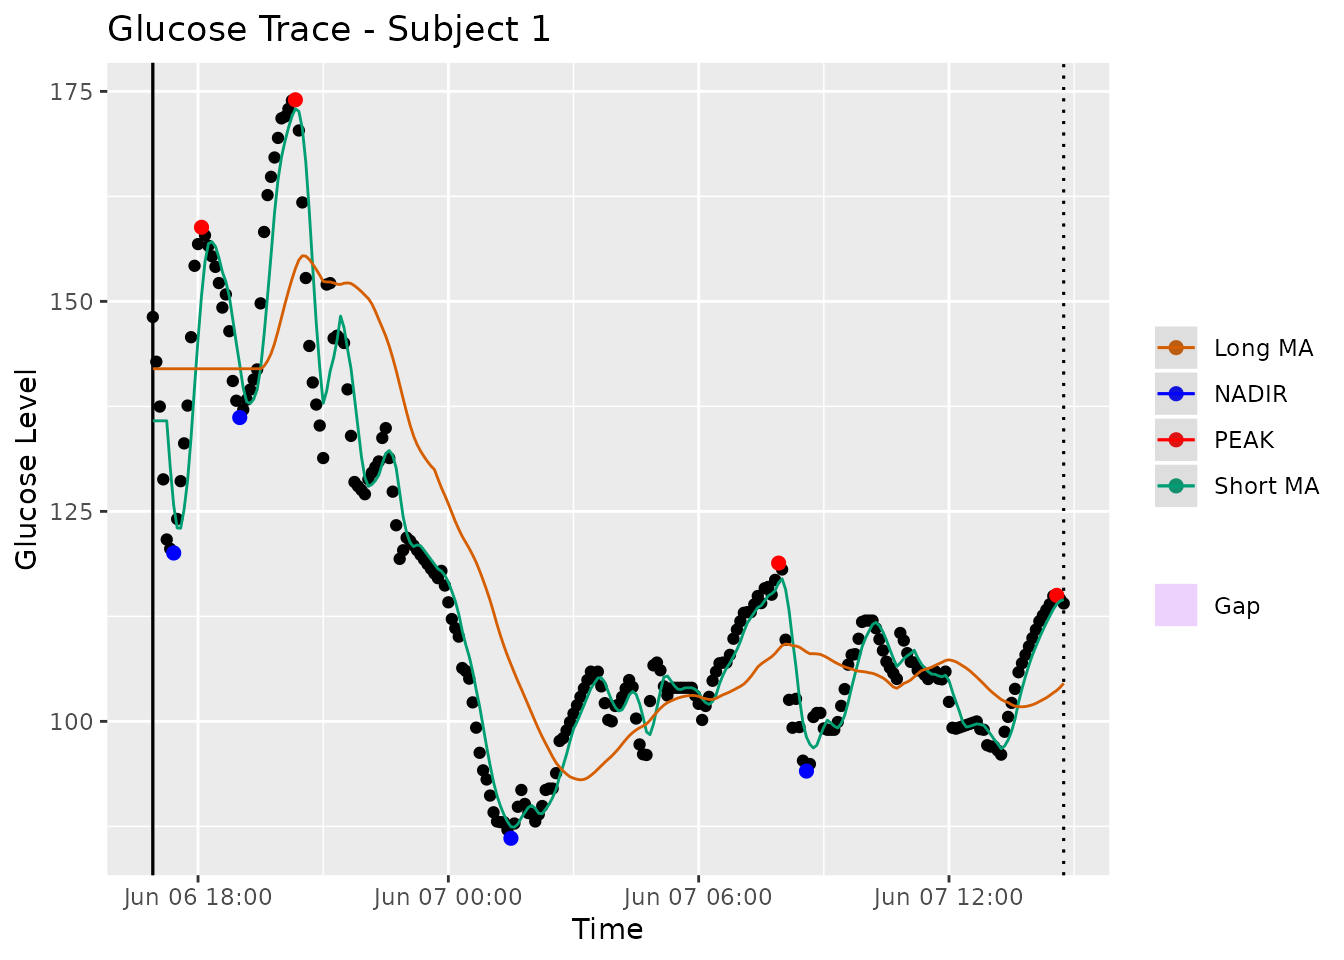 Glucose Trace - Subject 1
175
150
125
100
Glucose Level
Jun 06 18:00
Jun 07 00:00
Jun 07 06:00
Jun 07 12:00
Time
Long MA
NADIR
PEAK
Short MA
Gap